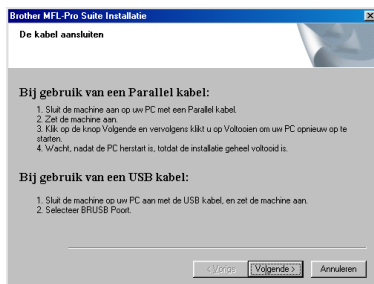 Brother MFL-Pro Suite Installatie
De kabel aansluiten
Bij gebruik van een Parallel kabel:
1. Sluit de machine aan op uw PC met een Parallel kabel.
2. Zet de machine aan.
3. Klik op de knop Volgende en vervolgens klikt u op Voltooien om uw PC opnieuw op te
starten.
4. Wacht, nadat de PC herstart is, totdat de installatie geheel voltooid is.
Bij gebruik van een USB kabel:
1. Sluit de machine op uw PC aan met de USB kabel, en zet de machine aan.
2. Selecteer BRUSB Poort.
< Vorige Volgende > Annuleren